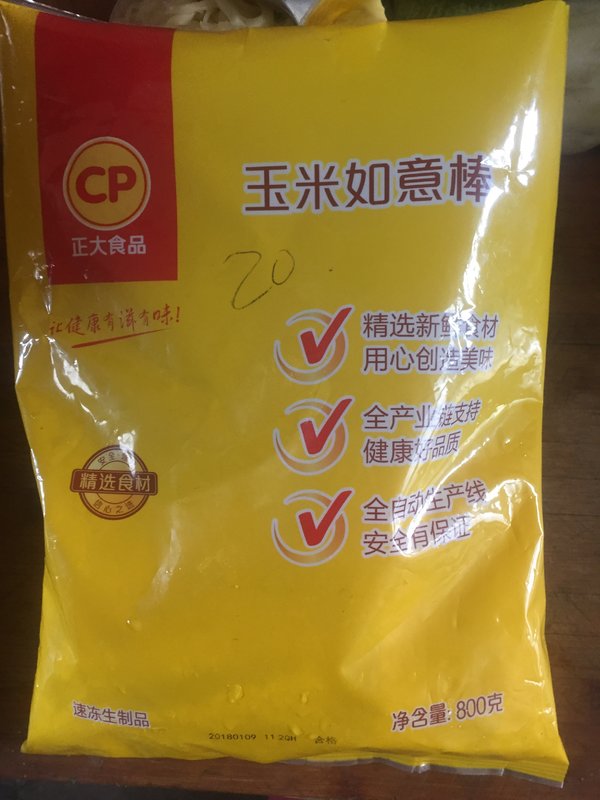 CP
正大食品
玉米如意棒
20
让健康有滋有味!
精选新鲜食材
用心创造美味
全产业链支持
健康好品质
精选食材
全自动生产线
安全有保证
速冻生制品
净含量: 800克
20180109 11 2QH 合格